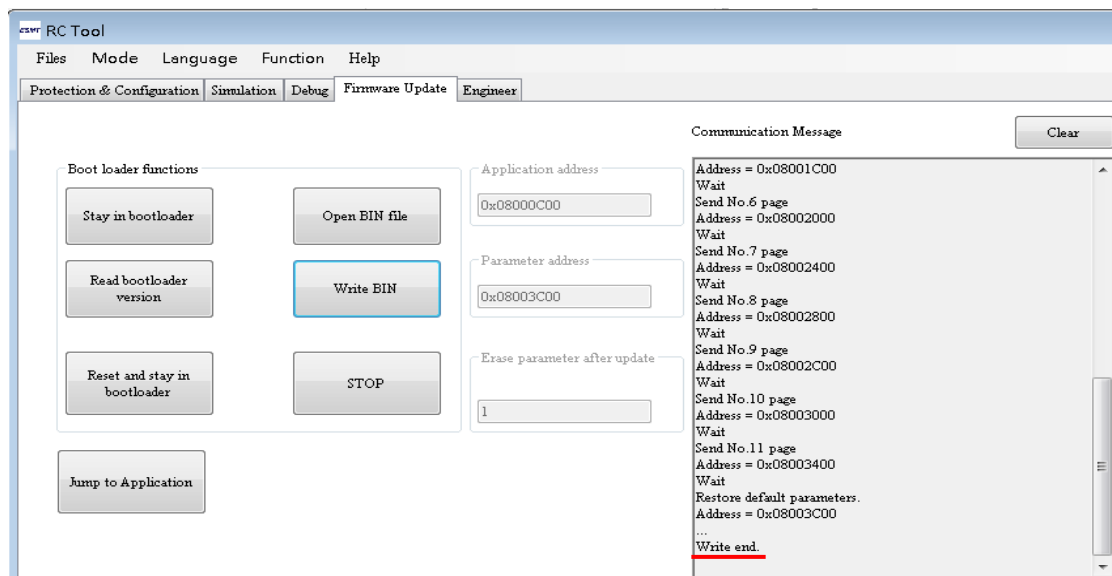 ESMT RC Tool
Files Mode Language Function Help
Protection & Configuration Simulation Debug Firmware Update Engineer
Boot loader functions
Stay in bootloader
Open BIN file
Read bootloader
version
Write BIN
Reset and stay in
bootloader
STOP
Jump to Application
Application address
0x08000C00
Parameter address
0x08003C00
Erase parameter after update
1
Communication Message
Clear
Address = 0x08001C00
Wait
Send No.6 page
Address = 0x08002000
Wait
Send No.7 page
Address = 0x08002400
Wait
Send No.8 page
Address = 0x08002800
Wait
Send No.9 page
Address = 0x08002C00
Wait
Send No.10 page
Address = 0x08003000
Wait
Send No.11 page
Address = 0x08003400
Wait
Restore default parameters.
Address = 0x08003C00
...
Write end.